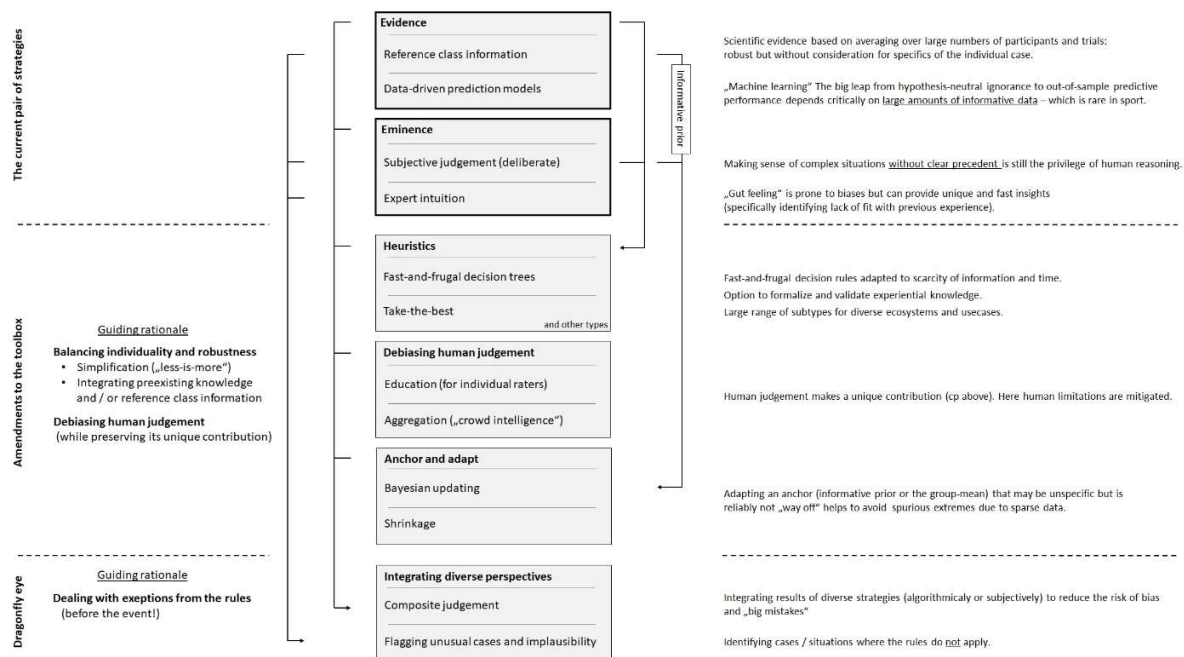 The current pair of strategies
Evidence
Reference class information
Data-driven prediction models
Eminence
Subjective judgement (deliberate)
Expert intuition
Informative prior
Scientific evidence based on averaging over large numbers of participants and trials:
robust but without consideration for specifics of the individual case.
„Machine learning“ The big leap from hypothesis-neutral ignorance to out-of-sample predictive
performance depends critically on large amounts of informative data – which is rare in sport.
Making sense of complex situations without clear precedent is still the privilege of human reasoning.
„Gut feeling“ is prone to biases but can provide unique and fast insights
(specifically identifying lack of fit with previous experience).
Amendments to the toolbox
Guiding rationale
Balancing individuality and robustness
• Simplification („less-is-more“)
• Integrating preexisting knowledge
and / or reference class information
Debiasing human judgement
(while preserving its unique contribution)
Heuristics
Fast-and-frugal decision trees
Take-the-best
and other types
Debiasing human judgement
Education (for individual raters)
Aggregation („crowd intelligence“)
Anchor and adapt
Bayesian updating
Shrinkage
Fast-and-frugal decision rules adapted to scarcity of information and time.
Option to formalize and validate experiential knowledge.
Large range of subtypes for diverse ecosystems and usecases.
Human judgement makes a unique contribution (cp above). Here human limitations are mitigated.
Adapting an anchor (informative prior or the group-mean) that may be unspecific but is
reliably not „way off“ helps to avoid spurious extremes due to sparse data.
Dragonfly eye
Guiding rationale
Dealing with exeptions from the rules
(before the event!)
Integrating diverse perspectives
Composite judgement
Flagging unusual cases and implausibility
Integrating results of diverse strategies (algorithmicaly or subjectively) to reduce the risk of bias
and „big mistakes“
Identifying cases / situations where the rules do not apply.